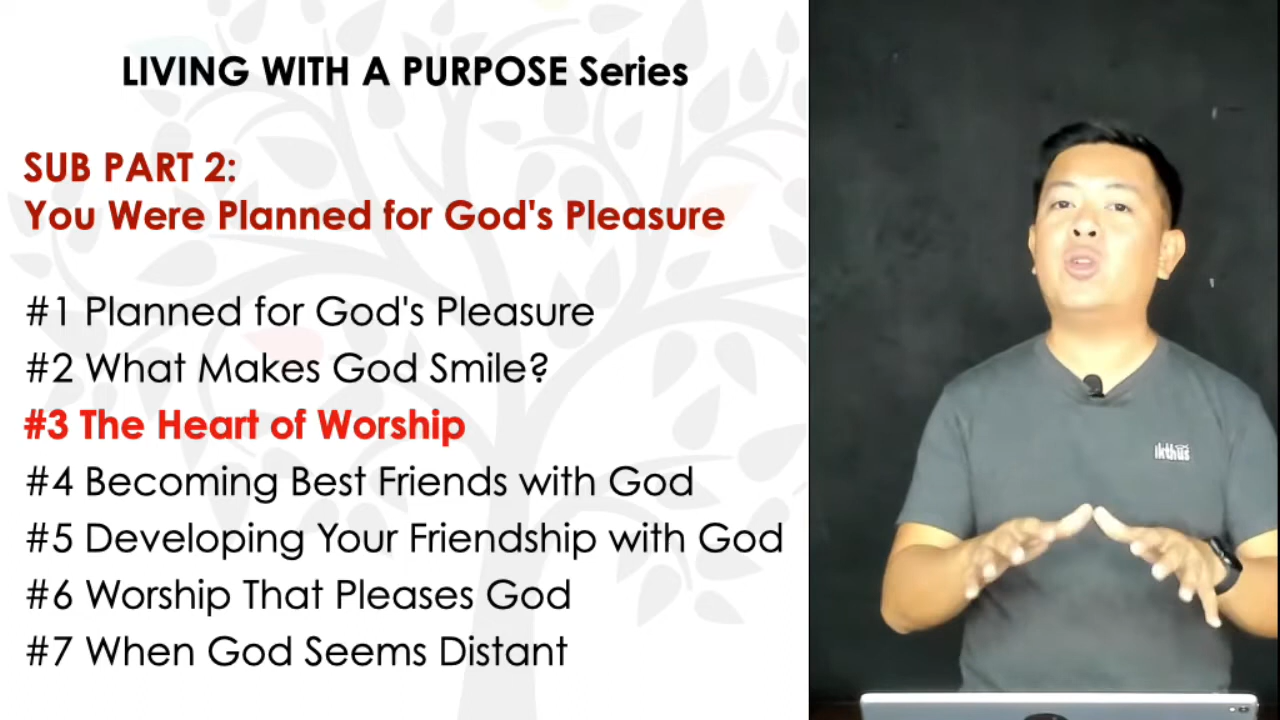 LIVING WITH A PURPOSE Series
SUB PART 2:
You Were Planned for God's Pleasure
#1 Planned for God's Pleasure
#2 What Makes God Smile?
#3 The Heart of Worship
#4 Becoming Best Friends with God
#5 Developing Your Friendship with God
#6 Worship That Pleases God
#7 When God Seems Distant
ikthus